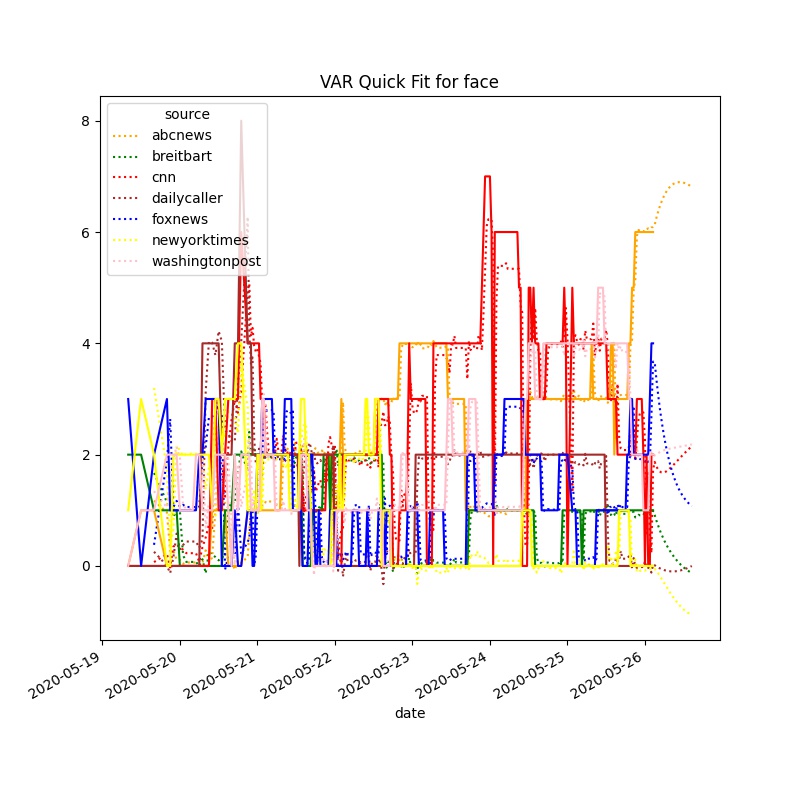 VAR Quick Fit for face
source
abcnews
breitbart
cnn
dailycaller
foxnews
newyorktimes
washingtonpost
8
6
4
2
0
2020-05-19
2020-05-20
2020-05-21
2020-05-22
2020-05-23
2020-05-24
2020-05-25
2020-05-26
date